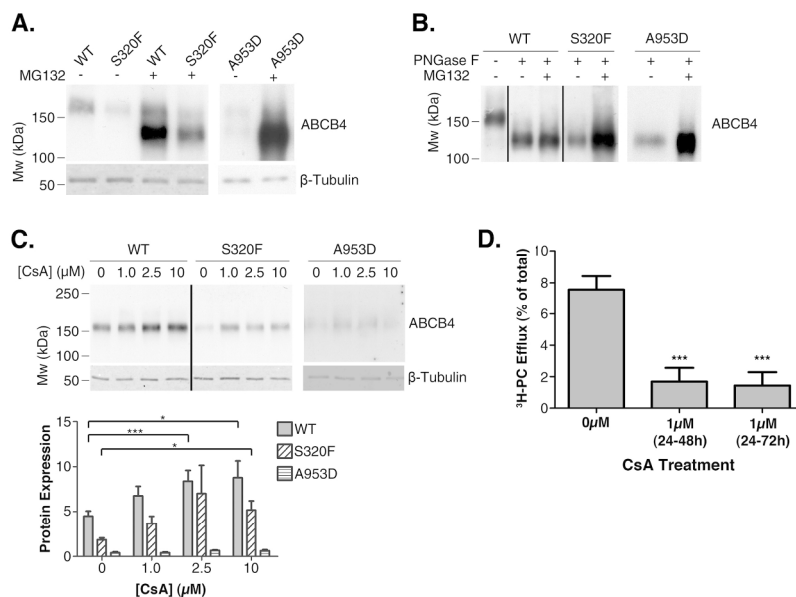 A.
WT
S320F
WT
S320F
A953D
A953D
MG132
- - + + - +
Mw (kDa)
150
100
50
ABCB4
β-Tubulin
B.
WT S320F A953D
PNGase F - + + + + + +
MG132 - - + - + - +
Mw (kDa)
150
100
ABCB4
C.
WT S320F A953D
[CsA] (µM) 0 1.0 2.5 10 0 1.0 2.5 10 0 1.0 2.5 10
Mw (kDa)
250
150
100
50
ABCB4
β-Tubulin
Protein Expression
15
10
5
0
*
***
*
WT
S320F
A953D
0 1.0 2.5 10
[CsA] (µM)
D.
³H-PC Efflux (% of total)
10
8
6
4
2
0
*** ***
0µM 1µM 1µM
(24-48h) (24-72h)
CsA Treatment